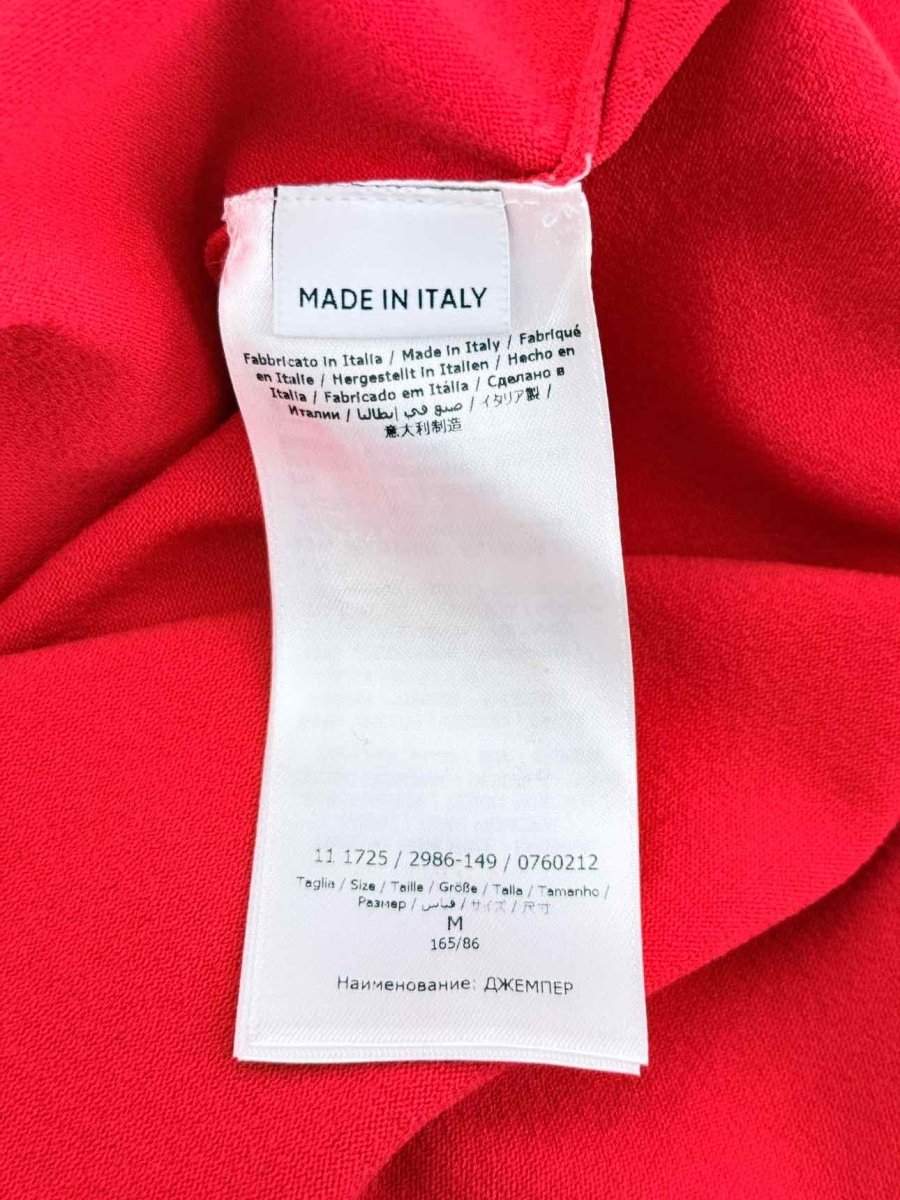 MADE IN ITALY
Fabbricato in Italia / Made in Italy / Fabriqué
en Italie / Hergestellt in Italien / Hecho en
Italia / Fabricado em Itália / Сделано в
Италии / صنع في إيطاليا / イタリア製 /
意大利制造
11 1725 / 2986-149 / 0760212
Taglia / Size / Taille / Größe / Talla / Tamanho /
Размер / قياس / サイズ / 尺寸
M
165/86
Наименование: ДЖЕМПЕР